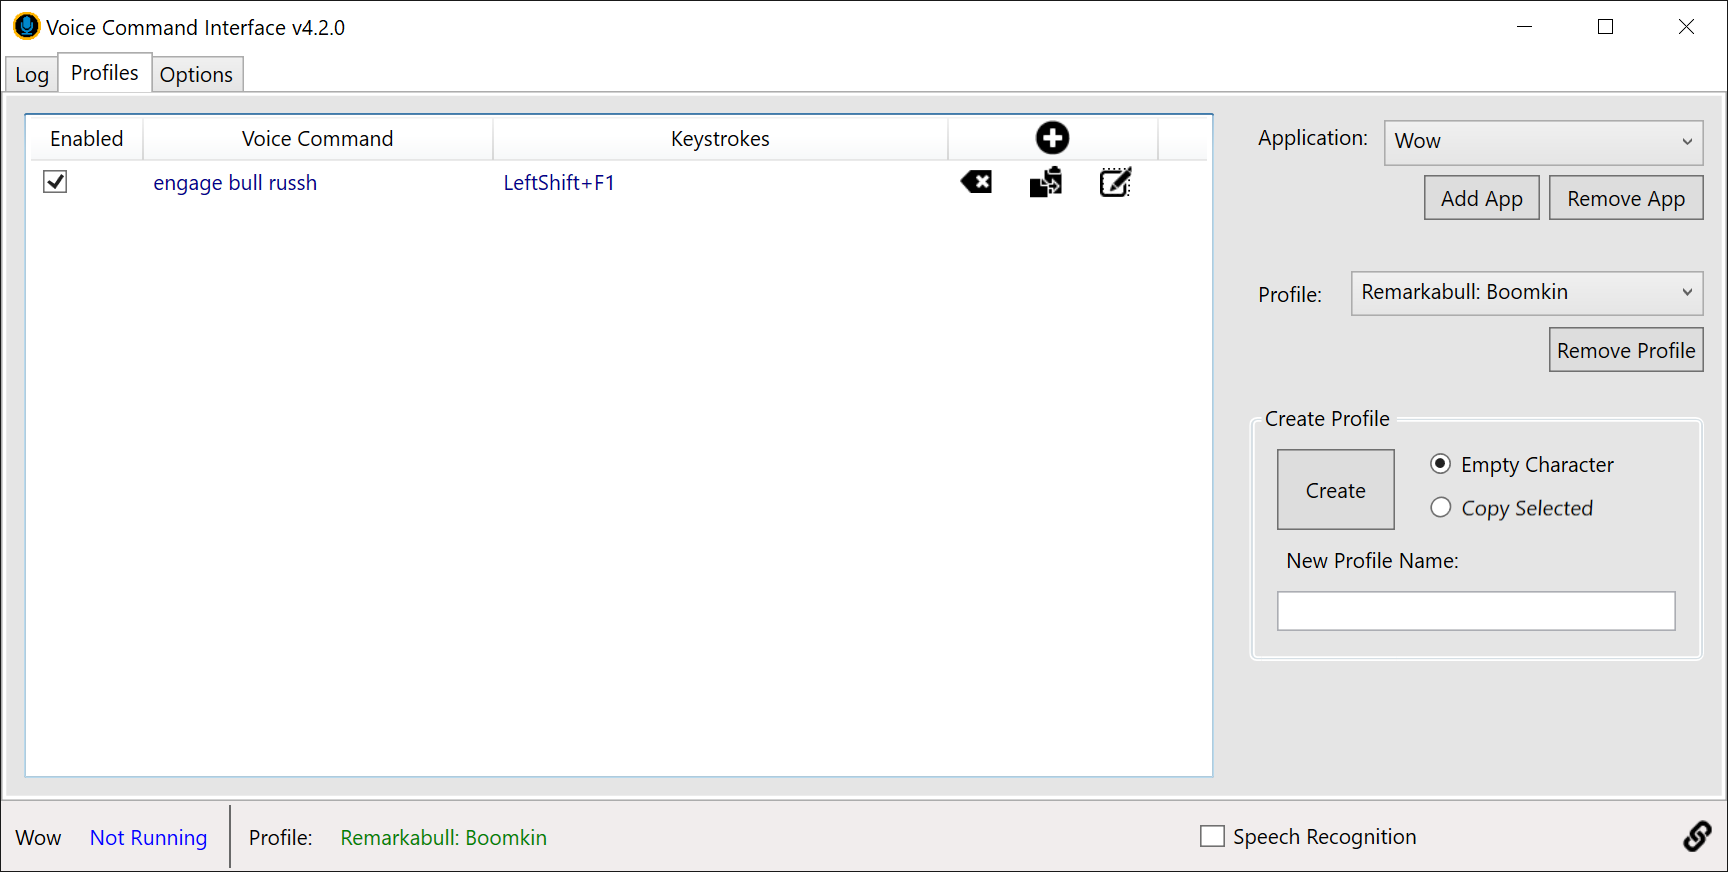 Voice Command Interface v4.2.0
Log Profiles Options
Enabled Voice Command Keystrokes
engage bull russh LeftShift+F1
Application: Wow
Add App Remove App
Profile: Remarkabull: Boomkin
Remove Profile
Create Profile
Create
Empty Character
Copy Selected
New Profile Name:
Wow Not Running Profile: Remarkabull: Boomkin Speech Recognition